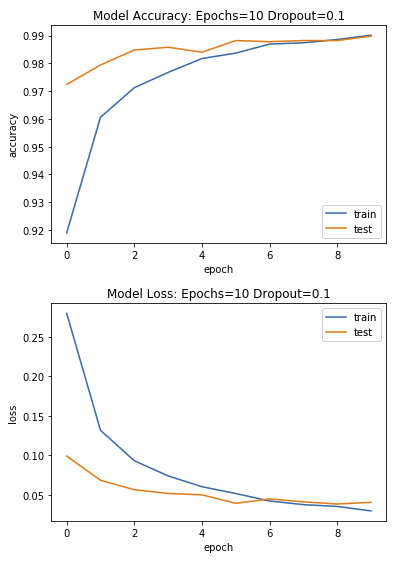 Model Accuracy: Epochs=10 Dropout=0.1
0.99
0.98
0.97
0.96
0.95
0.94
0.93
0.92
accuracy
train
test
0 2 4 6 8
epoch
Model Loss: Epochs=10 Dropout=0.1
train
test
0.25
0.20
0.15
0.10
0.05
loss
0 2 4 6 8
epoch